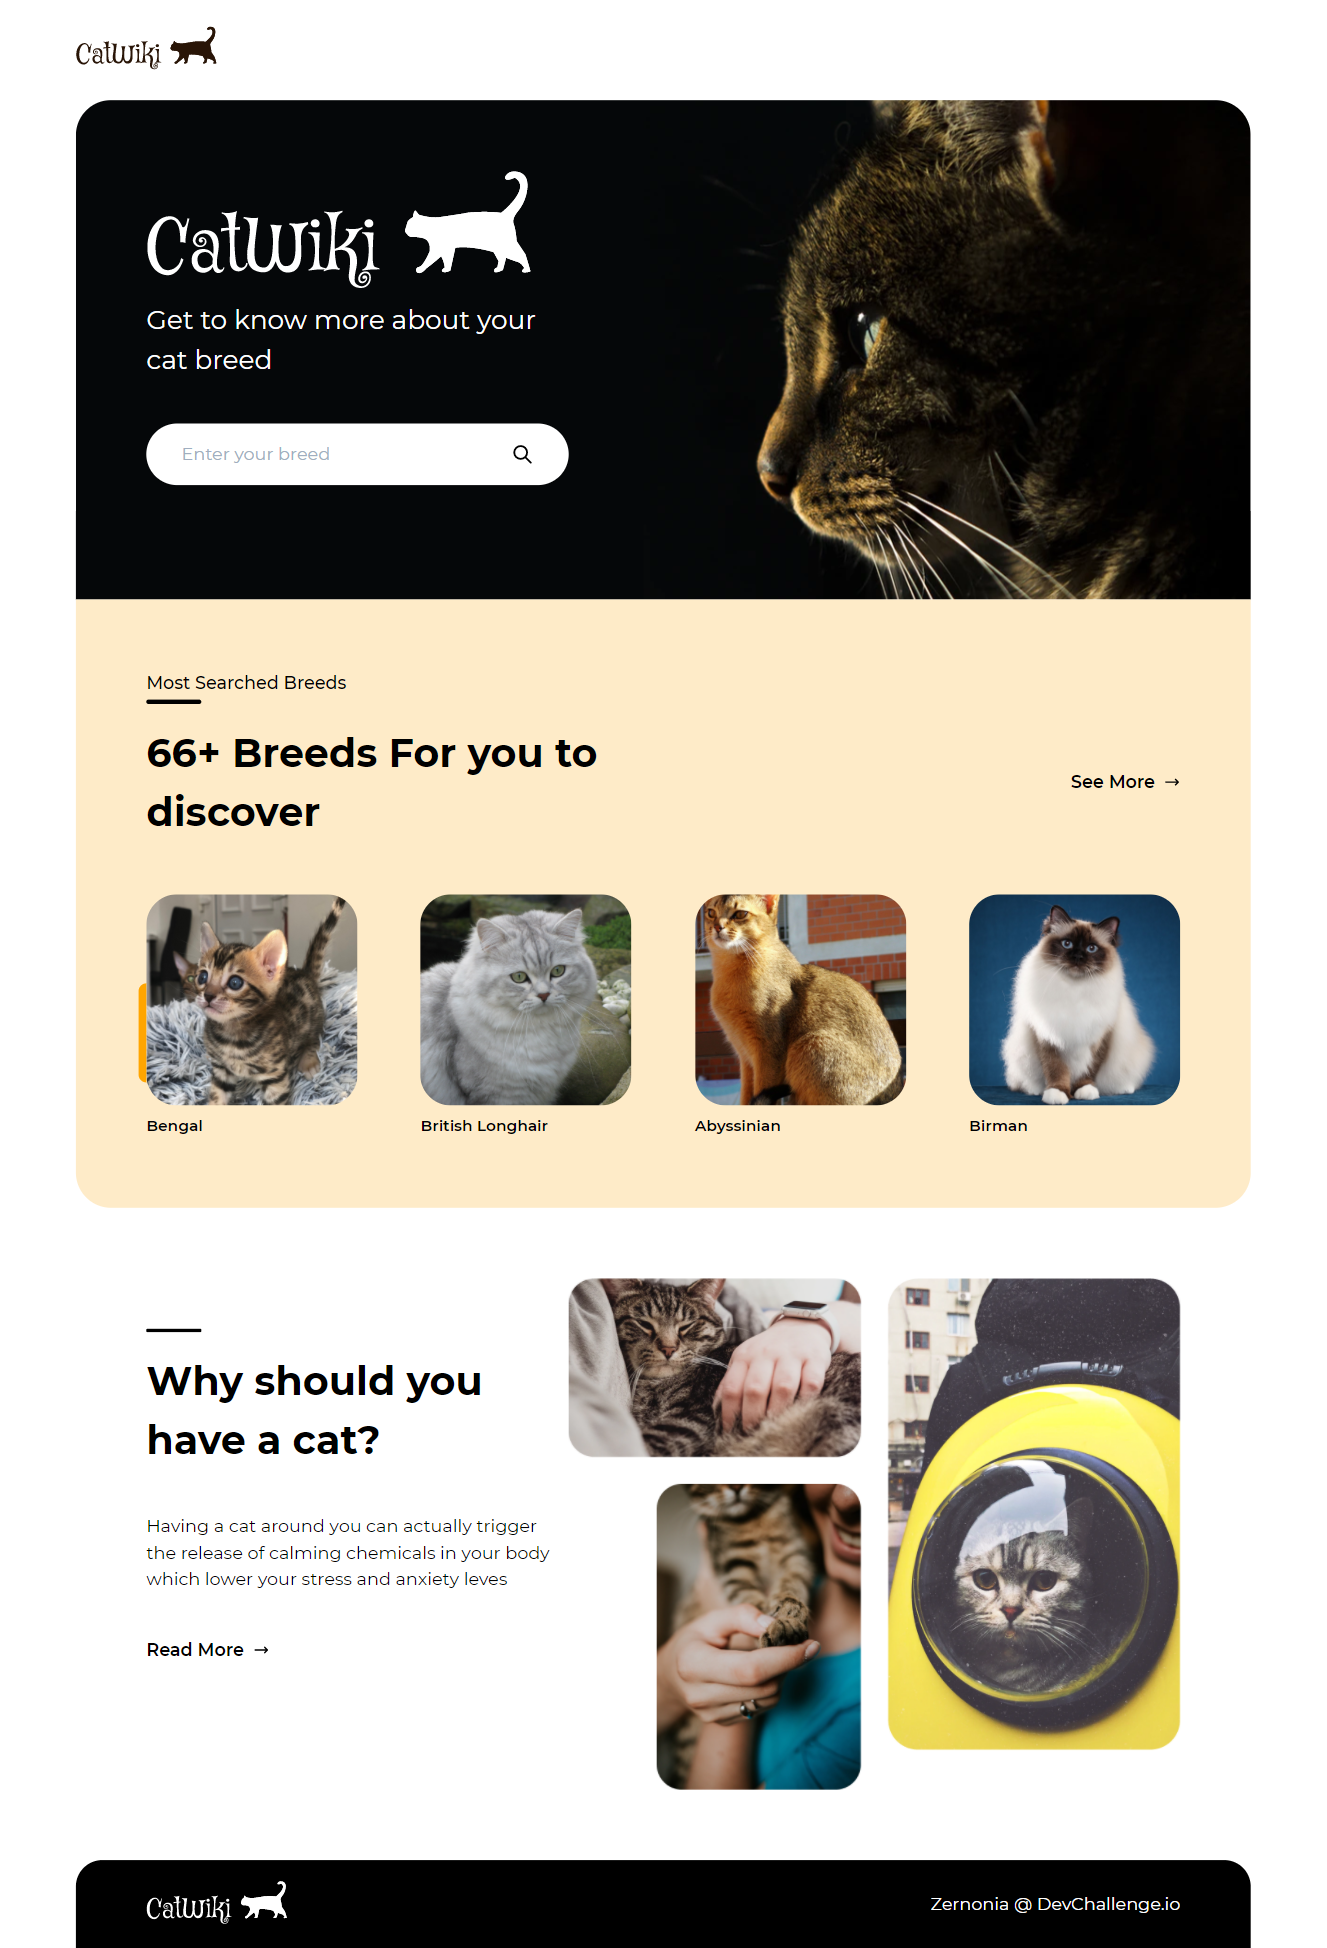 CatWiki
CatWiki
Get to know more about your
cat breed
Enter your breed
Most Searched Breeds
66+ Breeds For you to
discover
See More →
Bengal
British Longhair
Abyssinian
Birman
Why should you
have a cat?
Having a cat around you can actually trigger
the release of calming chemicals in your body
which lower your stress and anxiety leves
Read More →
CatWiki
Zernonia @ DevChallenge.io